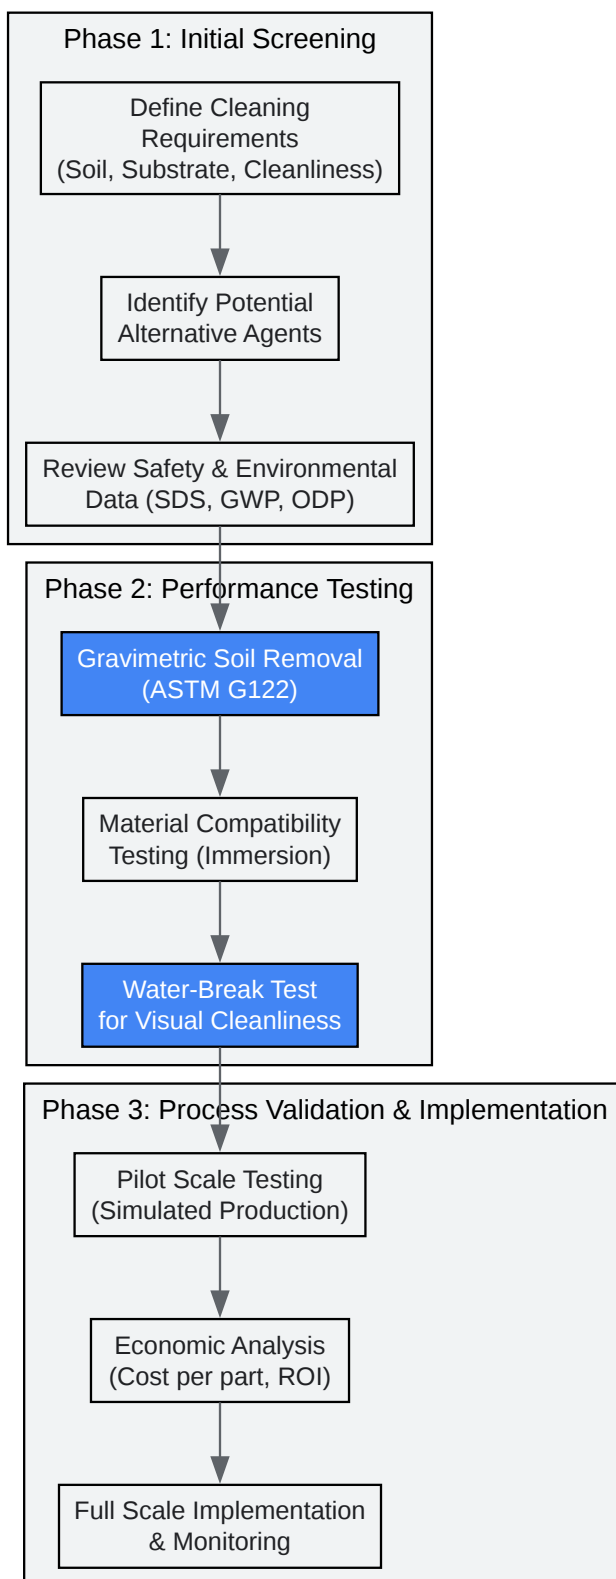 Phase 1: Initial Screening
Define Cleaning
Requirements
(Soil, Substrate, Cleanliness)
Identify Potential
Alternative Agents
Review Safety & Environmental
Data (SDS, GWP, ODP)
Phase 2: Performance Testing
Gravimetric Soil Removal
(ASTM G122)
Material Compatibility
Testing (Immersion)
Water-Break Test
for Visual Cleanliness
Phase 3: Process Validation & Implementation
Pilot Scale Testing
(Simulated Production)
Economic Analysis
(Cost per part, ROI)
Full Scale Implementation
& Monitoring